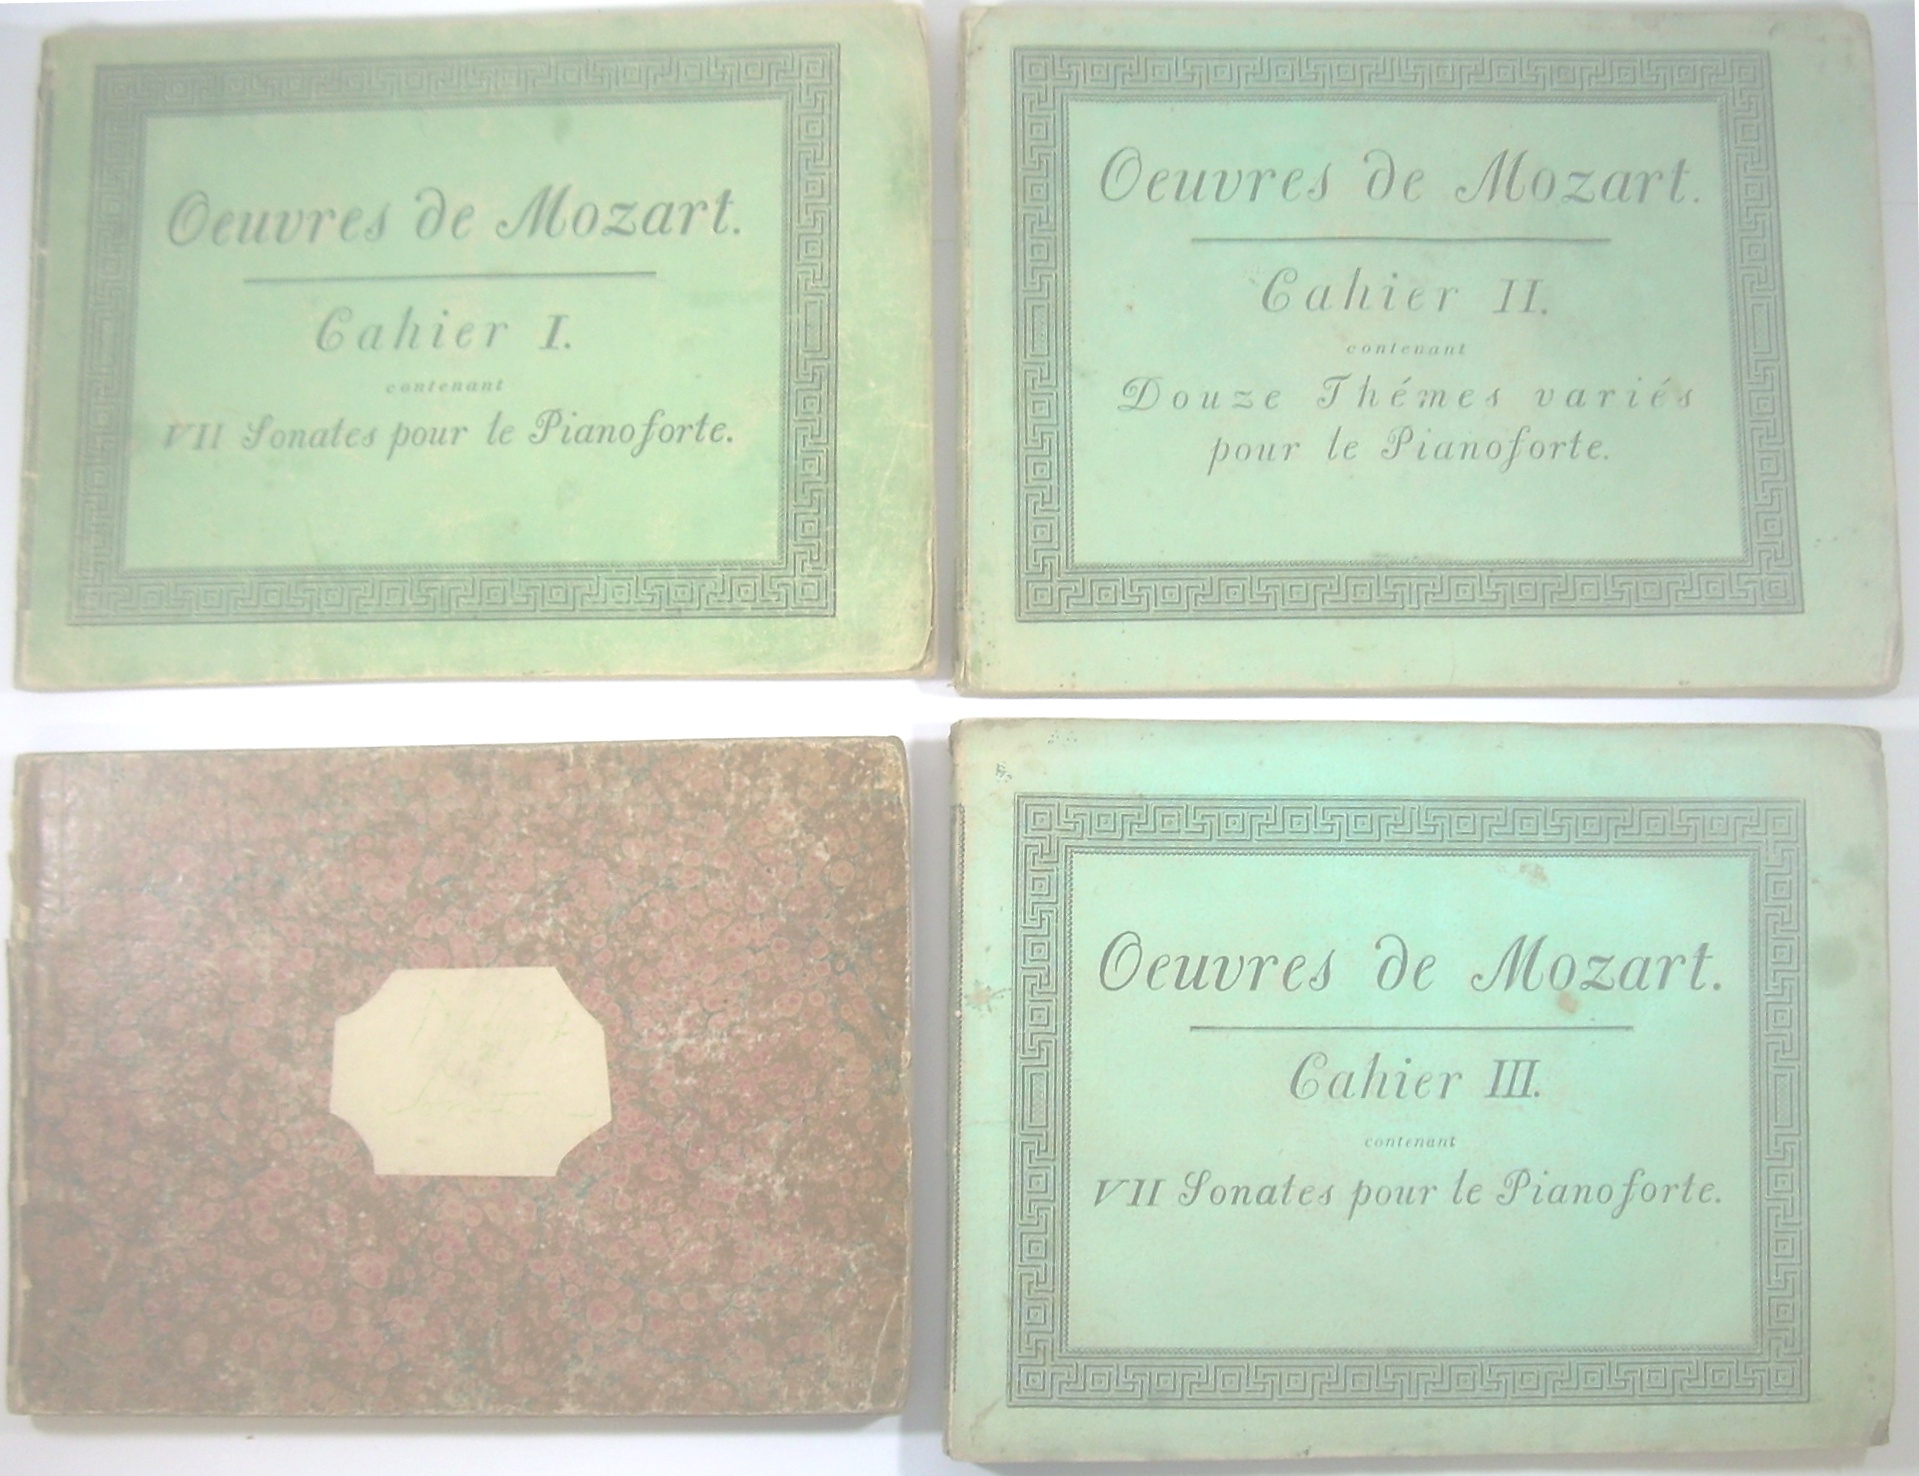 Oeuvres de Mozart.
Cahier I.
contenant
VII Sonates pour le Pianoforte.
Oeuvres de Mozart.
Cahier II.
contenant
Douze Thémes variés
pour le Pianoforte.
Oeuvres de Mozart.
Cahier III.
contenant
VII Sonates pour le Pianoforte.